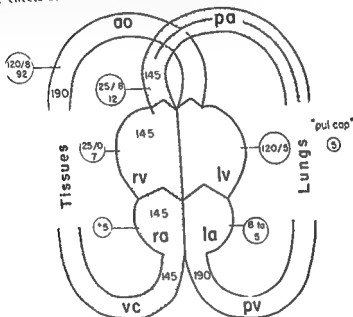 ao
pa
120/8
92
190
25/8
12
145
145
25/0
7
120/5
"pul cap"
5
Tissues
Lungs
rv
lv
145
*5
8 to
5
ra
la
145
190
vc
pv